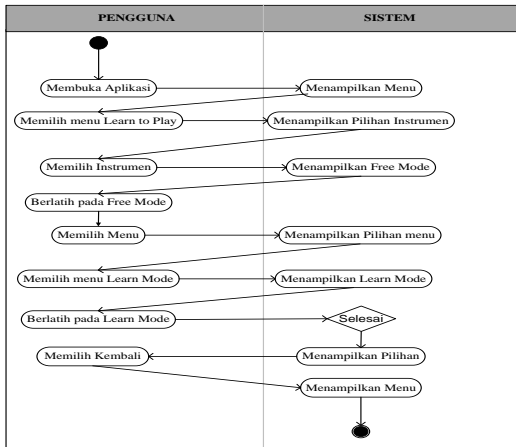 PENGGUNA SISTEM
Membuka Aplikasi Menampilkan Menu
Memilih menu Learn to Play Menampilkan Pilihan Instrumen
Memilih Instrumen Menampilkan Free Mode
Berlatih pada Free Mode
Memilih Menu Menampilkan Pilihan menu
Memilih menu Learn Mode Menampilkan Learn Mode
Berlatih pada Learn Mode Selesai
Memilih Kembali Menampilkan Pilihan
Menampilkan Menu